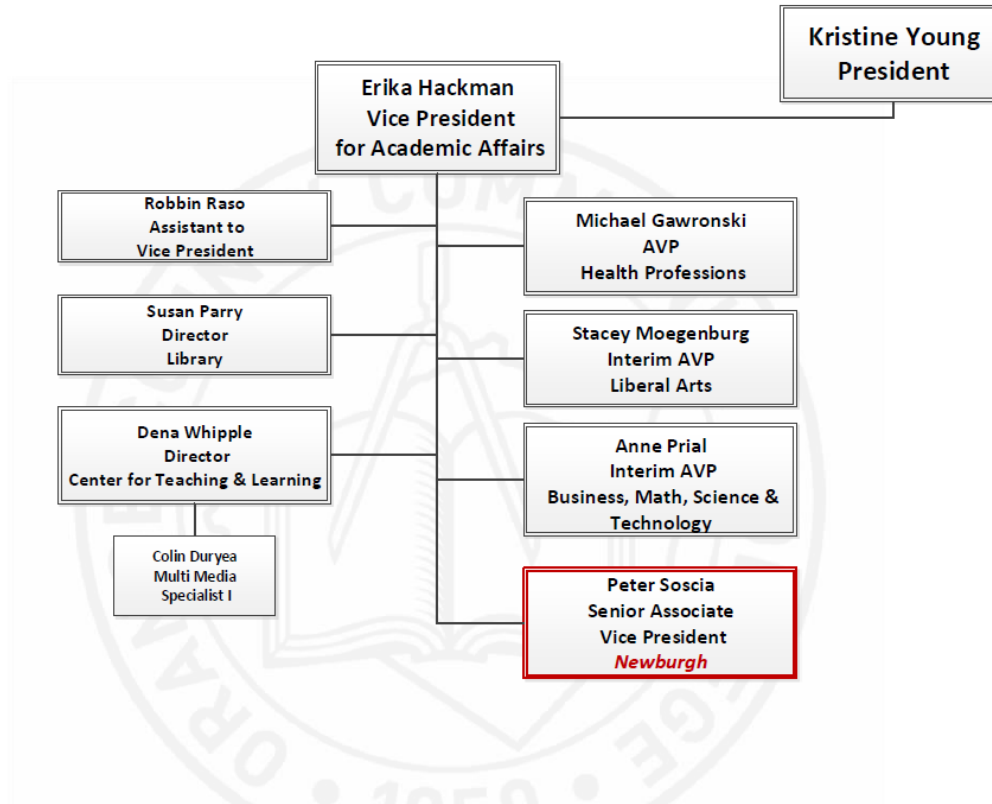 Kristine Young
President
Erika Hackman
Vice President
for Academic Affairs
Robbin Raso
Assistant to
Vice President
Michael Gawronski
AVP
Health Professions
Susan Parry
Director
Library
Stacey Moegenburg
Interim AVP
Liberal Arts
Dena Whipple
Director
Center for Teaching & Learning
Anne Prial
Interim AVP
Business, Math, Science &
Technology
Colin Duryea
Multi Media
Specialist I
Peter Soscia
Senior Associate
Vice President
Newburgh